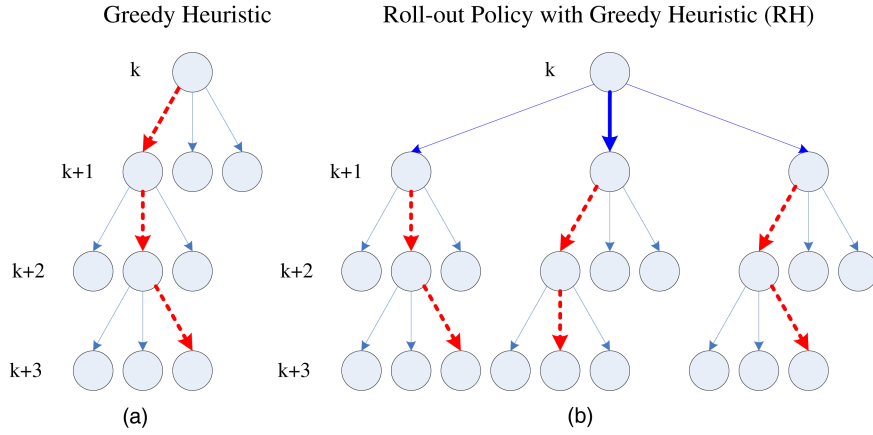 Greedy Heuristic
Roll-out Policy with Greedy Heuristic (RH)
k
k
k+1
k+1
k+2
k+2
k+3
k+3
(a)
(b)